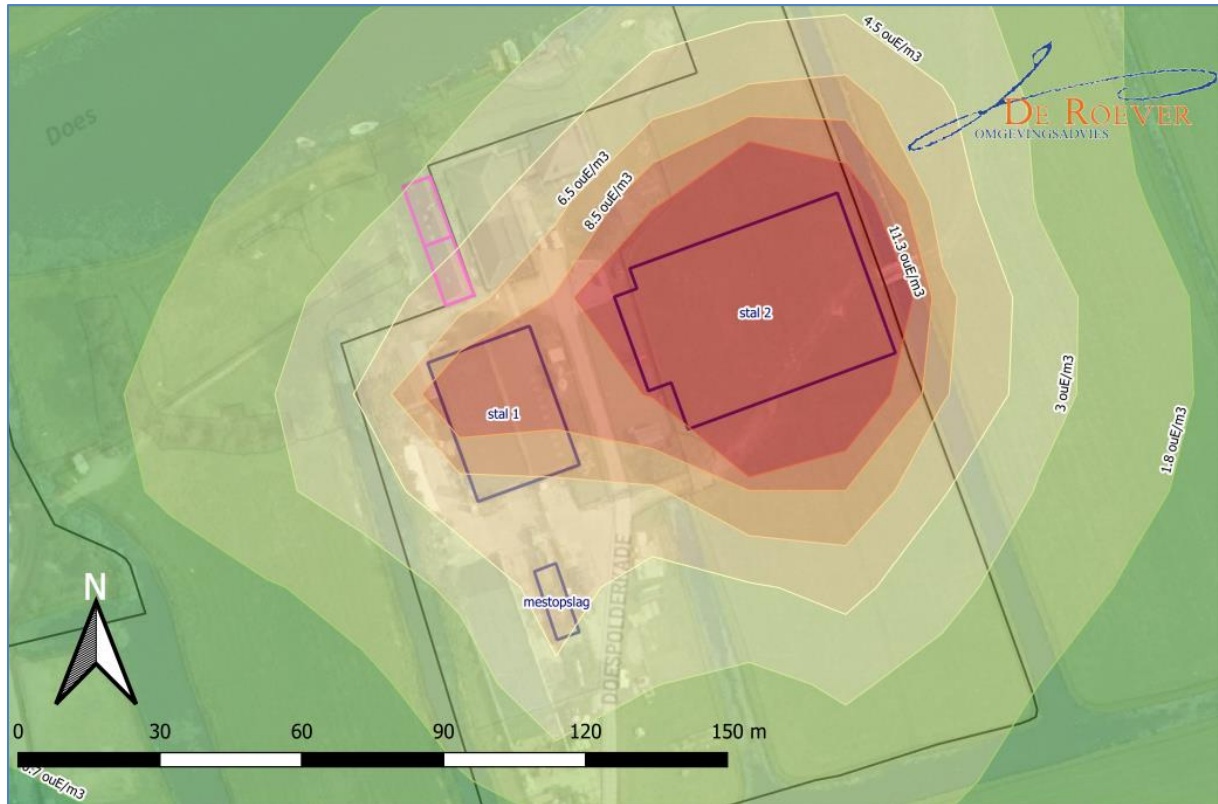 4.5 ouE/m3
DE ROEVER
OMGEVINGSADVIES
Does
6.5 ouE/m3
8.5 ouE/m3
11.3 ouE/m3
stal 2
stal 1
3 ouE/m3
1.8 ouE/m3
DOESPOLDERKADE
mestopslag
N
0 30 60 90 120 150 m